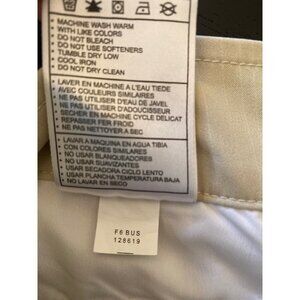 • MACHINE WASH WARM
WITH LIKE COLORS
• DO NOT BLEACH
• DO NOT USE SOFTENERS
• TUMBLE DRY LOW
• COOL IRON
• DO NOT DRY CLEAN
• LAVER EN MACHINE A L'EAU TIEDE
• AVEC COULEURS SIMILAIRES
• NE PAS UTILISER D'EAU DE JAVEL
• NE PAS UTILISER D'ADOUCISSEUR
• SECHER EN MACHINE CYCLE DELICAT
• REPASSER FER FROID
• NE PAS NETTOYER A SEC
• LAVAR A MAQUINA EN AGUA TIBIA
• CON COLORES SIMILARES
• NO USAR BLANQUEADORES
• NO USAR SUAVIZANTES
• USAR SECADORA CICLO LENTO
• USAR PLANCHA TEMPERATURA BAJA
• NO LAVAR EN SECO
F6 BUS
128619